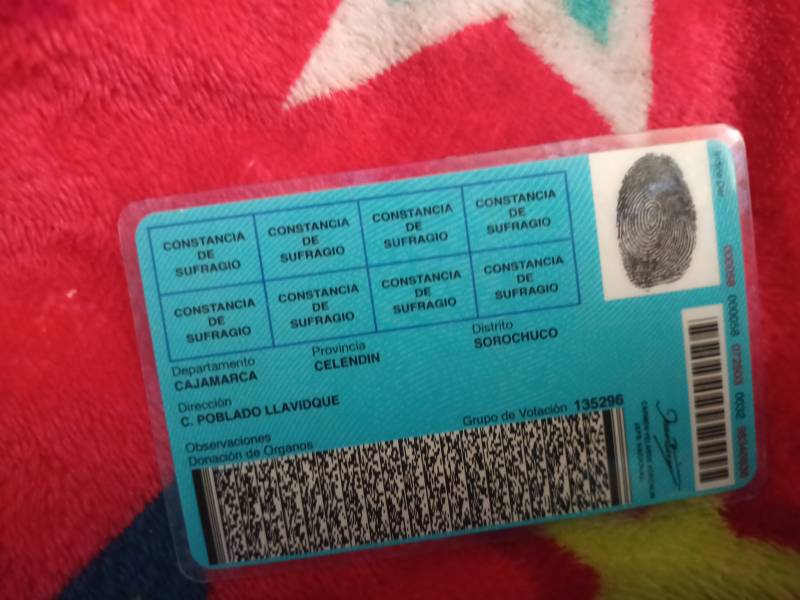 CONSTANCIA DE SUFRAGIO
CONSTANCIA DE SUFRAGIO
CONSTANCIA DE SUFRAGIO
CONSTANCIA DE SUFRAGIO
CONSTANCIA DE SUFRAGIO
CONSTANCIA DE SUFRAGIO
CONSTANCIA DE SUFRAGIO
CONSTANCIA DE SUFRAGIO
Departamento Provincia Distrito
CAJAMARCA CELENDIN SOROCHUCO
Dirección
C. POBLADO LLAVIDQUE
Observaciones Grupo de Votación 135296
Donación de Organos